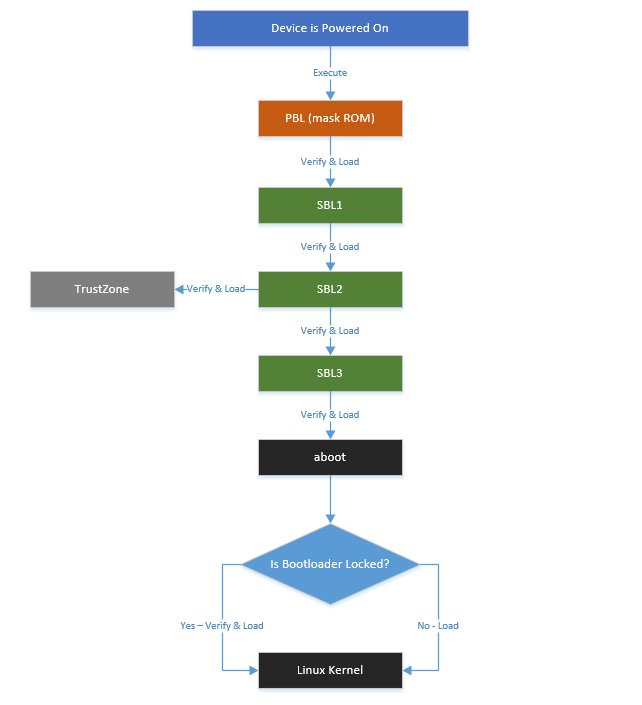 Device is Powered On
Execute
PBL (mask ROM)
Verify & Load
SBL1
Verify & Load
TrustZone
Verify & Load
SBL2
Verify & Load
SBL3
Verify & Load
aboot
Is Bootloader Locked?
Yes – Verify & Load
No - Load
Linux Kernel